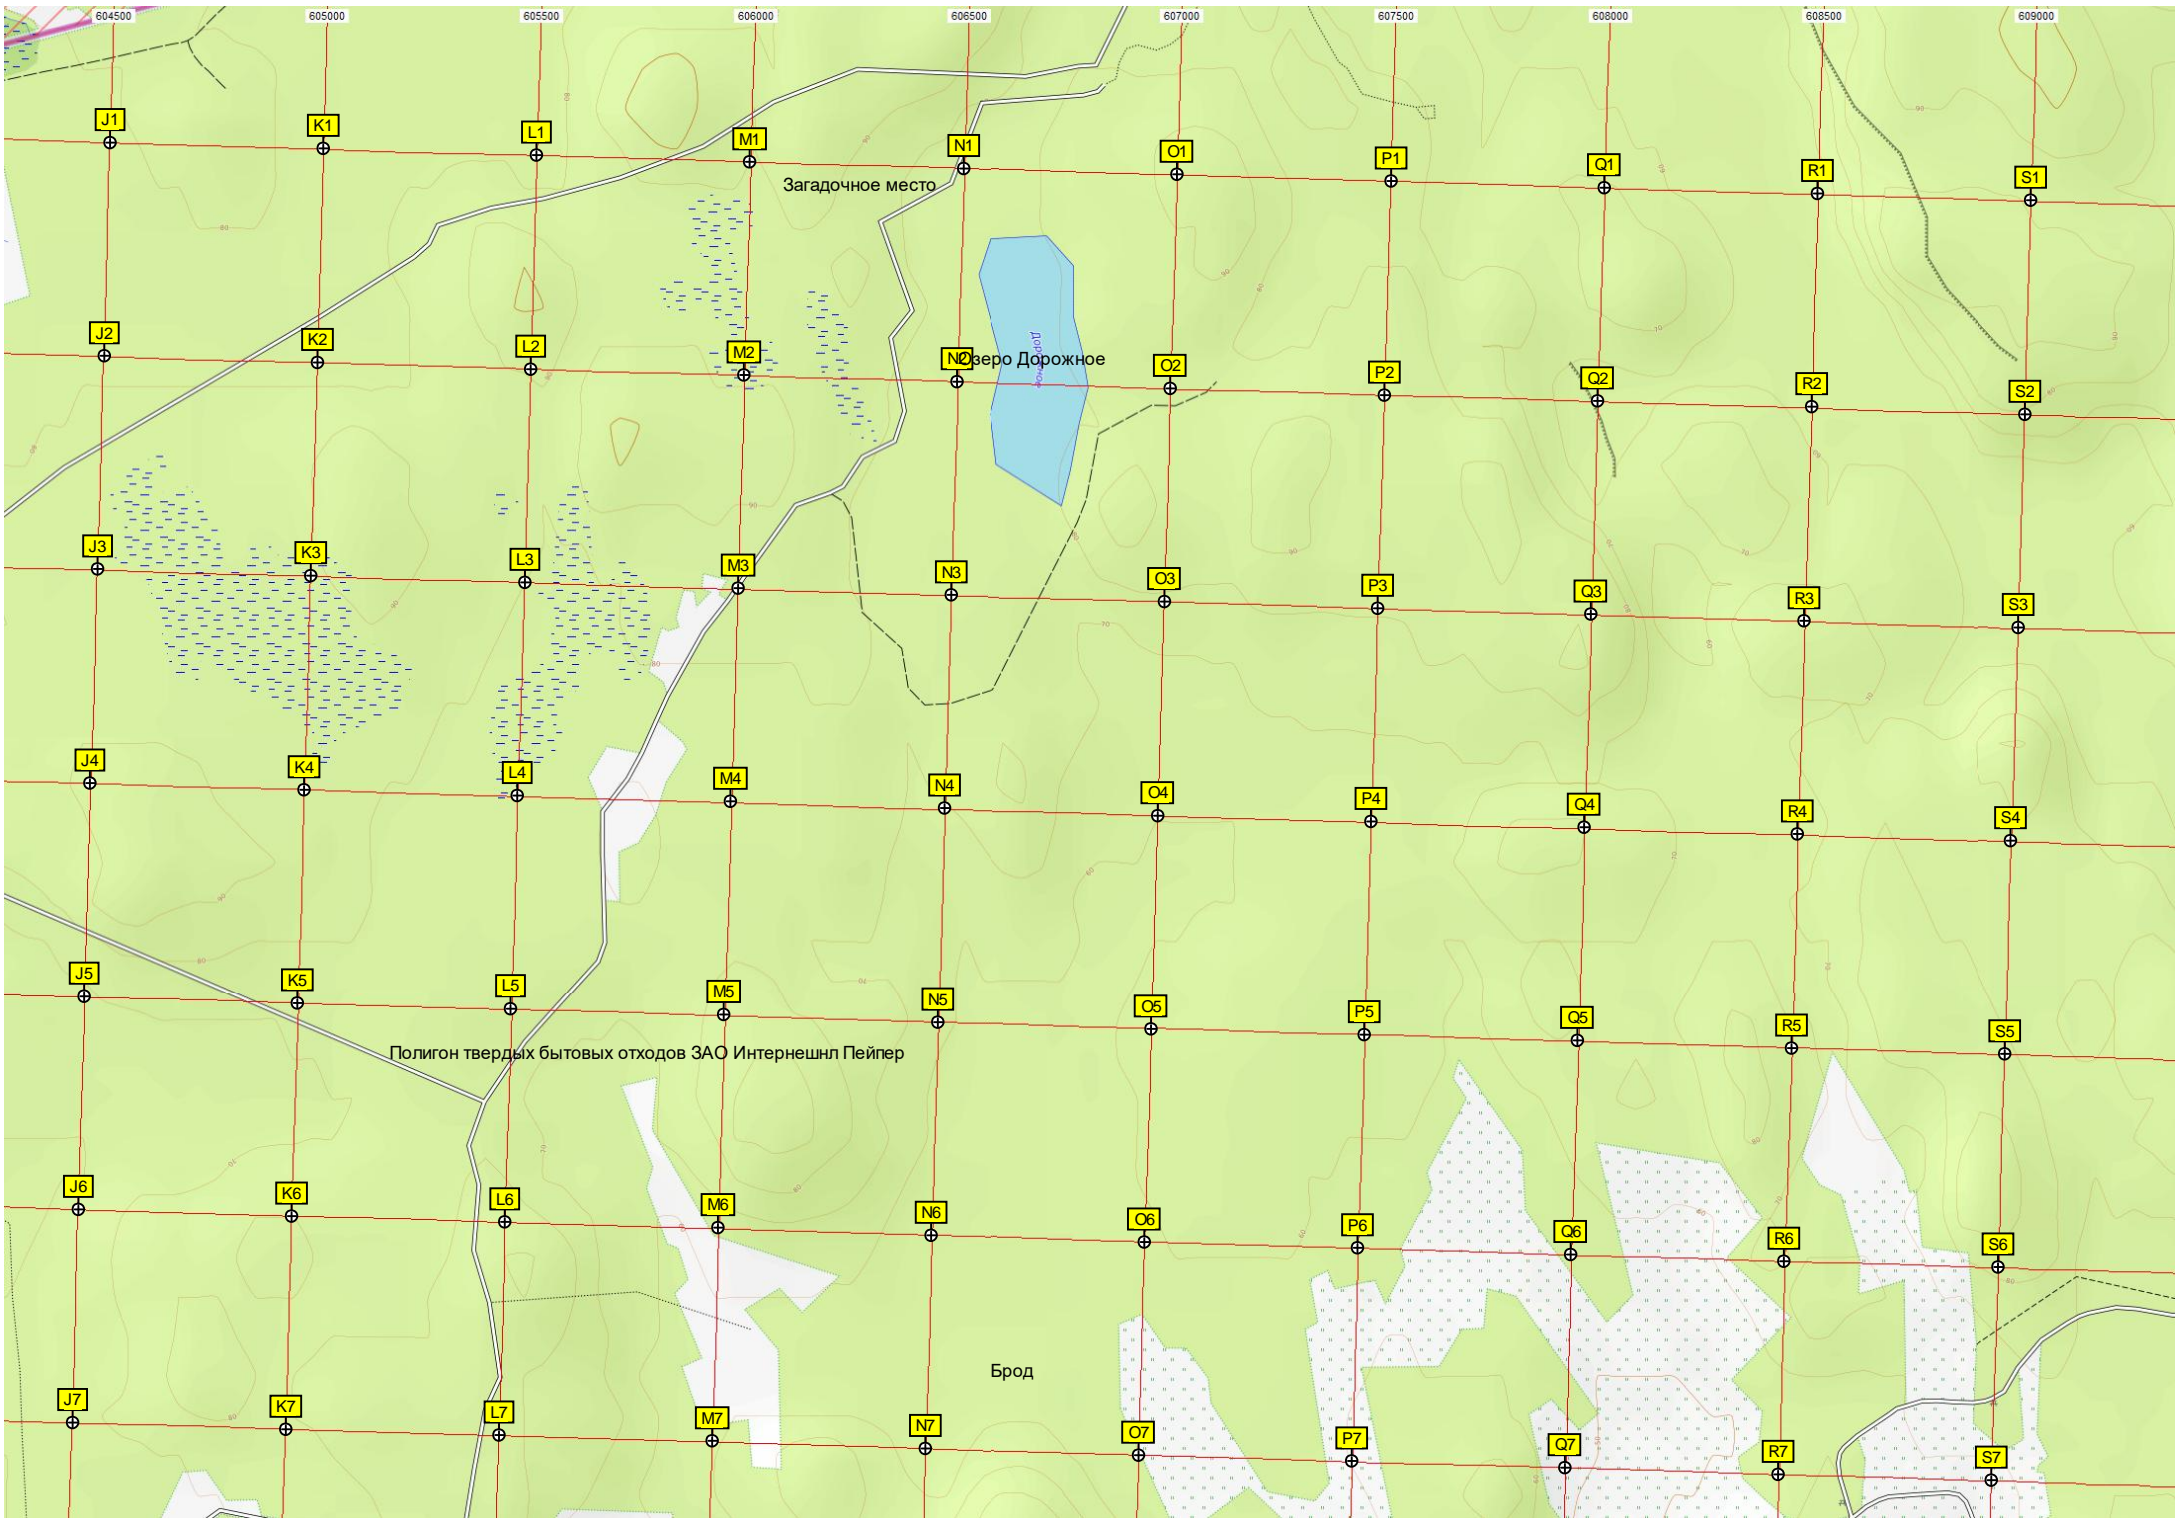 604500 605000 605500 606000 606500 607000 607500 608000 608500 609000
J1 K1 L1 M1 N1 O1 P1 Q1 R1 S1
Загадочное место
J2 K2 L2 M2 N2 Озеро Дорожное O2 P2 Q2 R2 S2
Дорожное
J3 K3 L3 M3 N3 O3 P3 Q3 R3 S3
J4 K4 L4 M4 N4 O4 P4 Q4 R4 S4
J5 K5 L5 M5 N5 O5 P5 Q5 R5 S5
Полигон твердых бытовых отходов ЗАО Интернешнл Пейпер
J6 K6 L6 M6 N6 O6 P6 Q6 R6 S6
Брод
J7 K7 L7 M7 N7 O7 P7 Q7 R7 S7